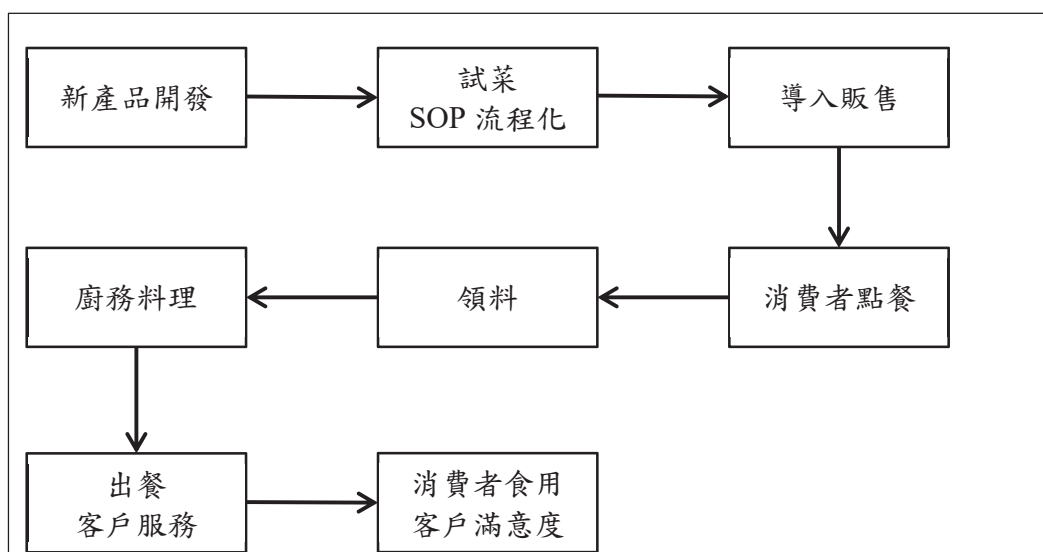 新產品開發
試菜
SOP 流程化
導入販售
消費者點餐
領料
廚務料理
出餐
客戶服務
消費者食用
客戶滿意度